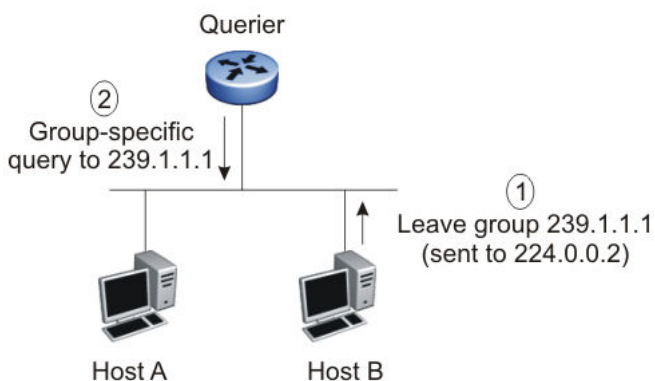 Querier
2
Group-specific
query to 239.1.1.1
1
Leave group 239.1.1.1
(sent to 224.0.0.2)
Host A
Host B